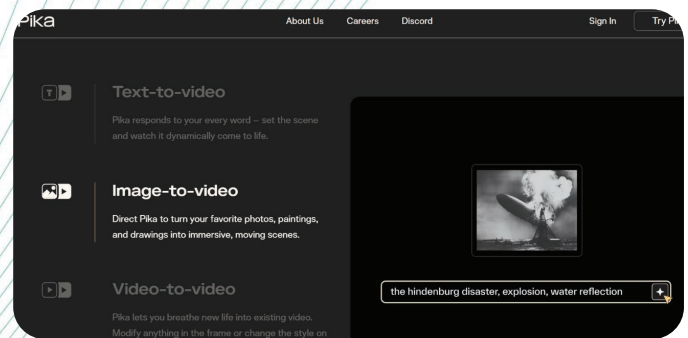 Pika
About Us
Careers
Discord
Sign In
Try
Text-to-video
Pika responds to your every word – set the scene
and watch it dynamically come to life.
Image-to-video
Direct Pika to turn your favorite photos, paintings,
and drawings into immersive, moving scenes.
the hindenburg disaster, explosion, water reflection
Video-to-video
Pika lets you breathe new life into existing video.
Modify anything in the frame or change the style on